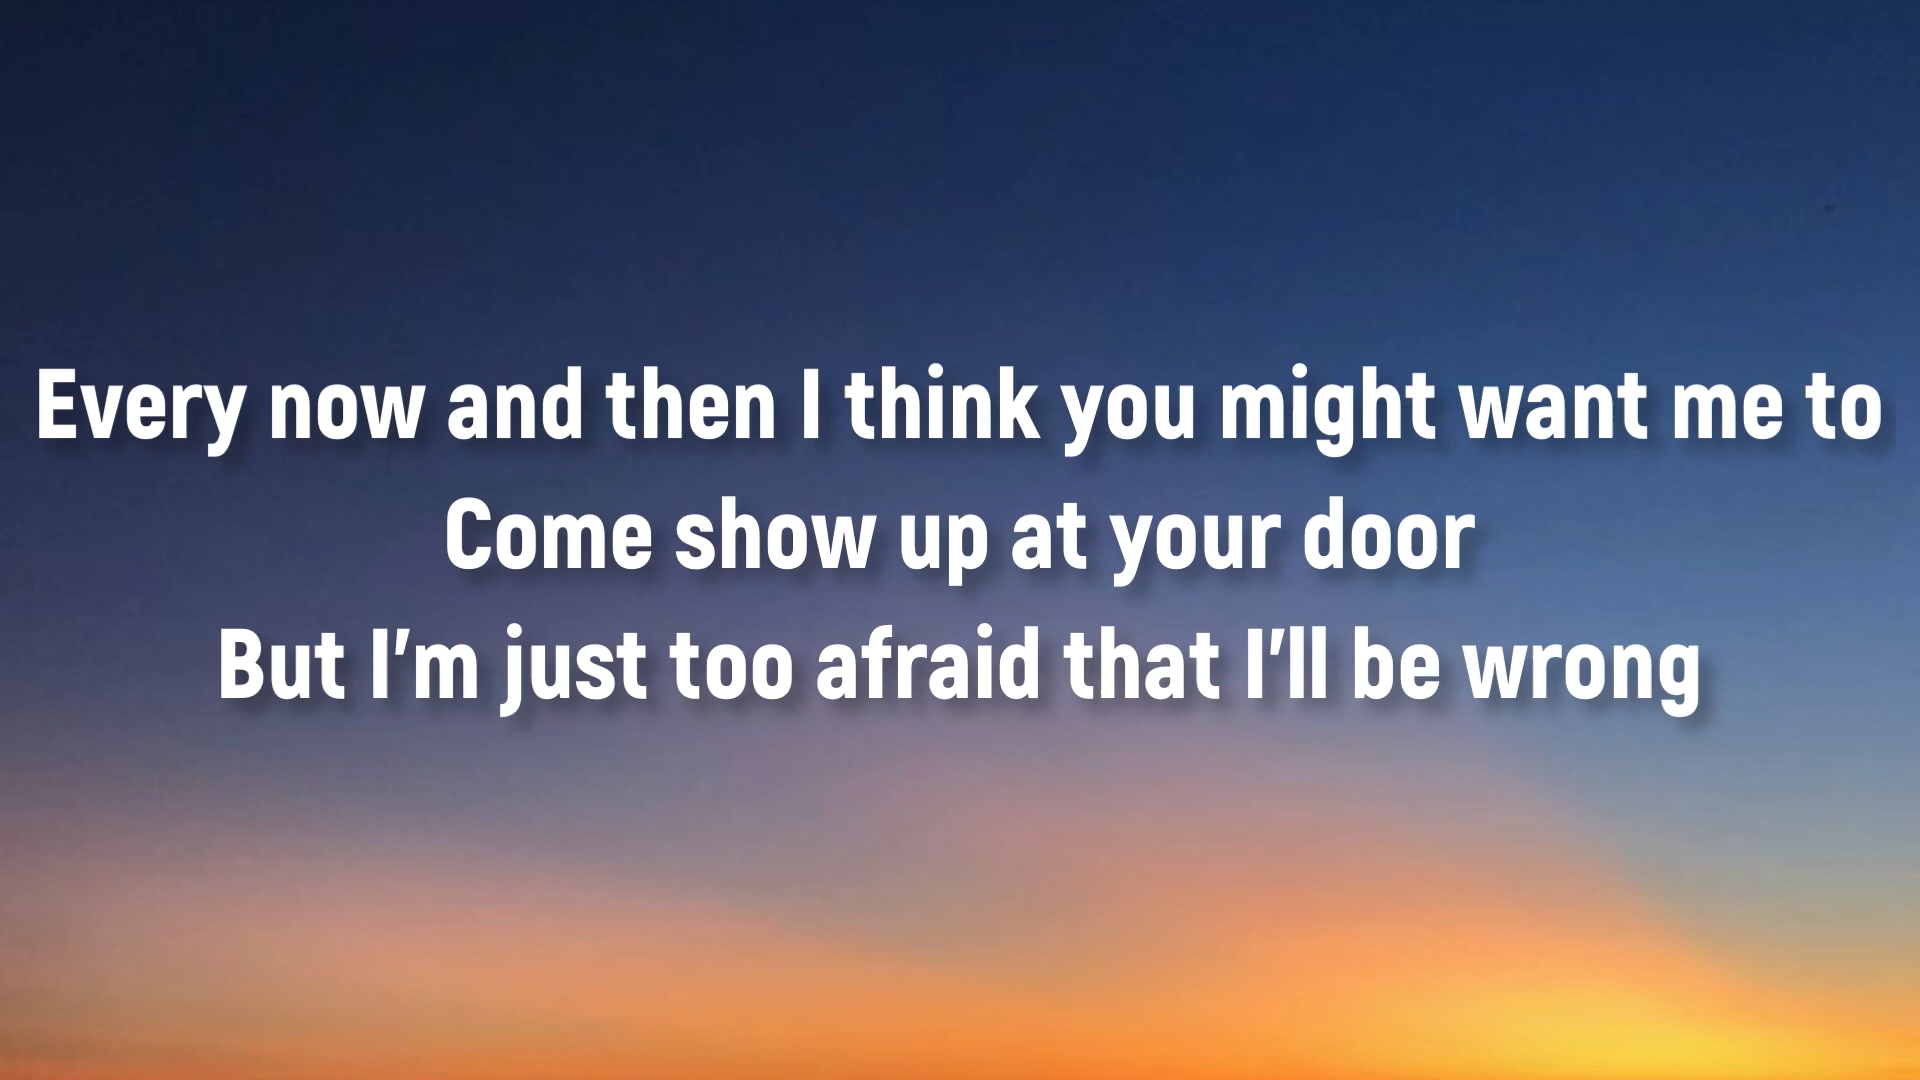 Every now and then I think you might want me to
Come show up at your door
But I'm just too afraid that I'll be wrong